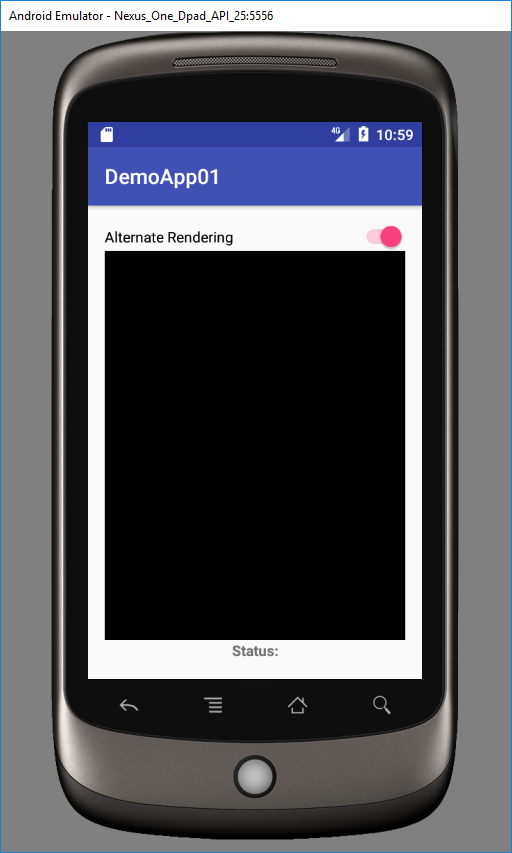 Android Emulator - Nexus_One_Dpad_API_25:5556
4G 10:59
DemoApp01
Alternate Rendering
Status: